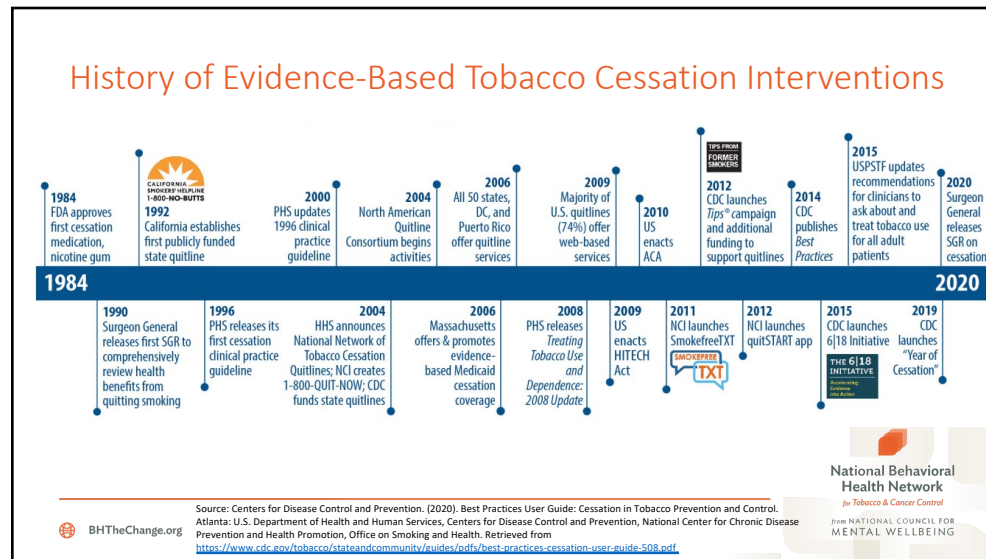 History of Evidence-Based Tobacco Cessation Interventions
1984
FDA approves
first cessation
medication,
nicotine gum
CALIFORNIA
SMOKERS' HELPLINE
1-800-NO-BUTTS
1992
California establishes
first publicly funded
state quitline
2000
PHS updates
1996 clinical
practice
guideline
2004
North American
Quitline
Consortium begins
activities
2006
All 50 states,
DC, and
Puerto Rico
offer quitline
services
2009
Majority of
U.S. quitlines
(74%) offer
web-based
services
2010
US
enacts
ACA
TIPS FROM
FORMER
SMOKERS
2012
CDC launches
Tips® campaign
and additional
funding to
support quitlines
2014
CDC
publishes
Best
Practices
2015
USPSTF updates
recommendations
for clinicians to
ask about and
treat tobacco use
for all adult
patients
2020
Surgeon
General
releases
SGR on
cessation
1984
2020
1990
Surgeon General
releases first SGR to
comprehensively
review health
benefits from
quitting smoking
1996
PHS releases its
first cessation
clinical practice
guideline
2004
HHS announces
National Network of
Tobacco Cessation
Quitlines; NCI creates
1-800-QUIT-NOW; CDC
funds state quitlines
2006
Massachusetts
offers & promotes
evidence-
based Medicaid
cessation
coverage
2008
PHS releases
Treating
Tobacco Use
and
Dependence:
2008 Update
2009
US
enacts
HITECH
Act
2011
NCI launches
SmokefreeTXT
SMOKEFREE
TXT
2012
NCI launches
quitSTART app
2015
CDC launches
6|18 Initiative
THE 6|18
INITIATIVE
Accelerating
Evidence
into Action
2019
CDC
launches
"Year of
Cessation"
National Behavioral
Health Network
for Tobacco & Cancer Control
from NATIONAL COUNCIL FOR
MENTAL WELLBEING
BHTheChange.org
Source: Centers for Disease Control and Prevention. (2020). Best Practices User Guide: Cessation in Tobacco Prevention and Control.
Atlanta: U.S. Department of Health and Human Services, Centers for Disease Control and Prevention, National Center for Chronic Disease
Prevention and Health Promotion, Office on Smoking and Health. Retrieved from
https://www.cdc.gov/tobacco/stateandcommunity/guides/pdfs/best-practices-cessation-user-guide-508.pdf